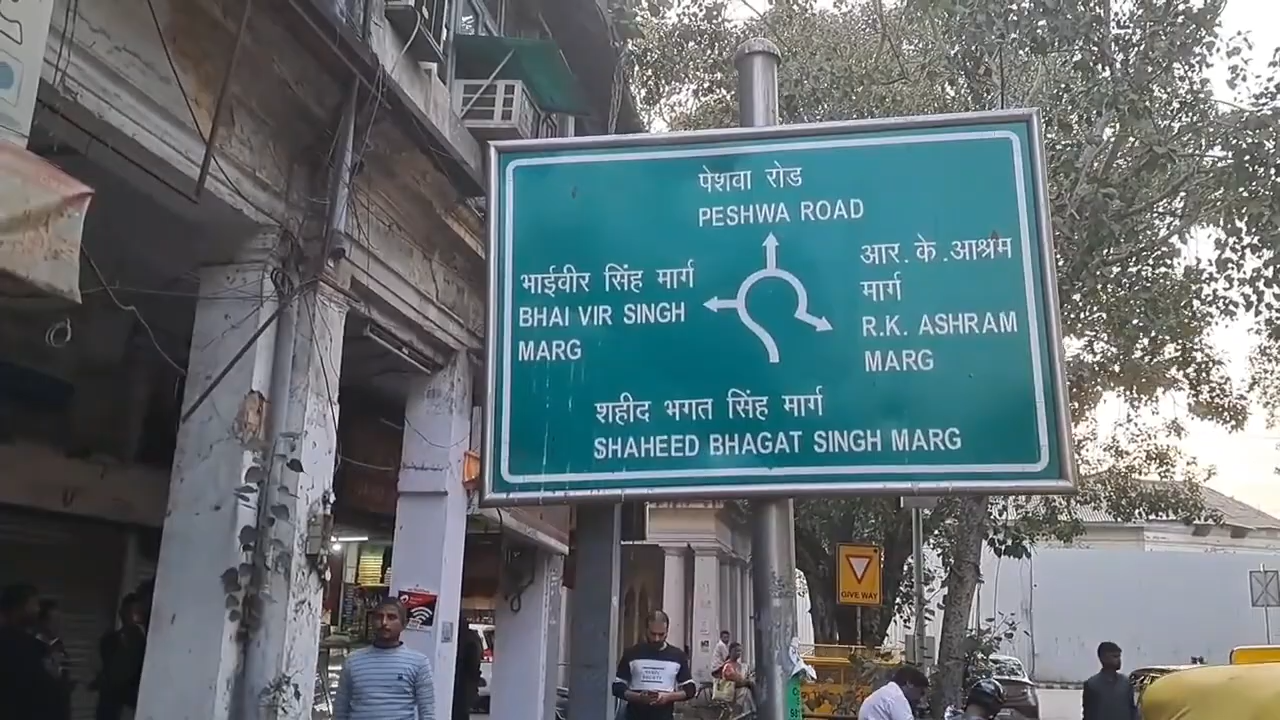 पेशवा रोड
PESHWA ROAD
भाईवीर सिंह मार्ग
BHAI VIR SINGH
MARG
आर. के. आश्रम
मार्ग
R.K. ASHRAM
MARG
शहीद भगत सिंह मार्ग
SHAHEED BHAGAT SINGH MARG
GIVE WAY